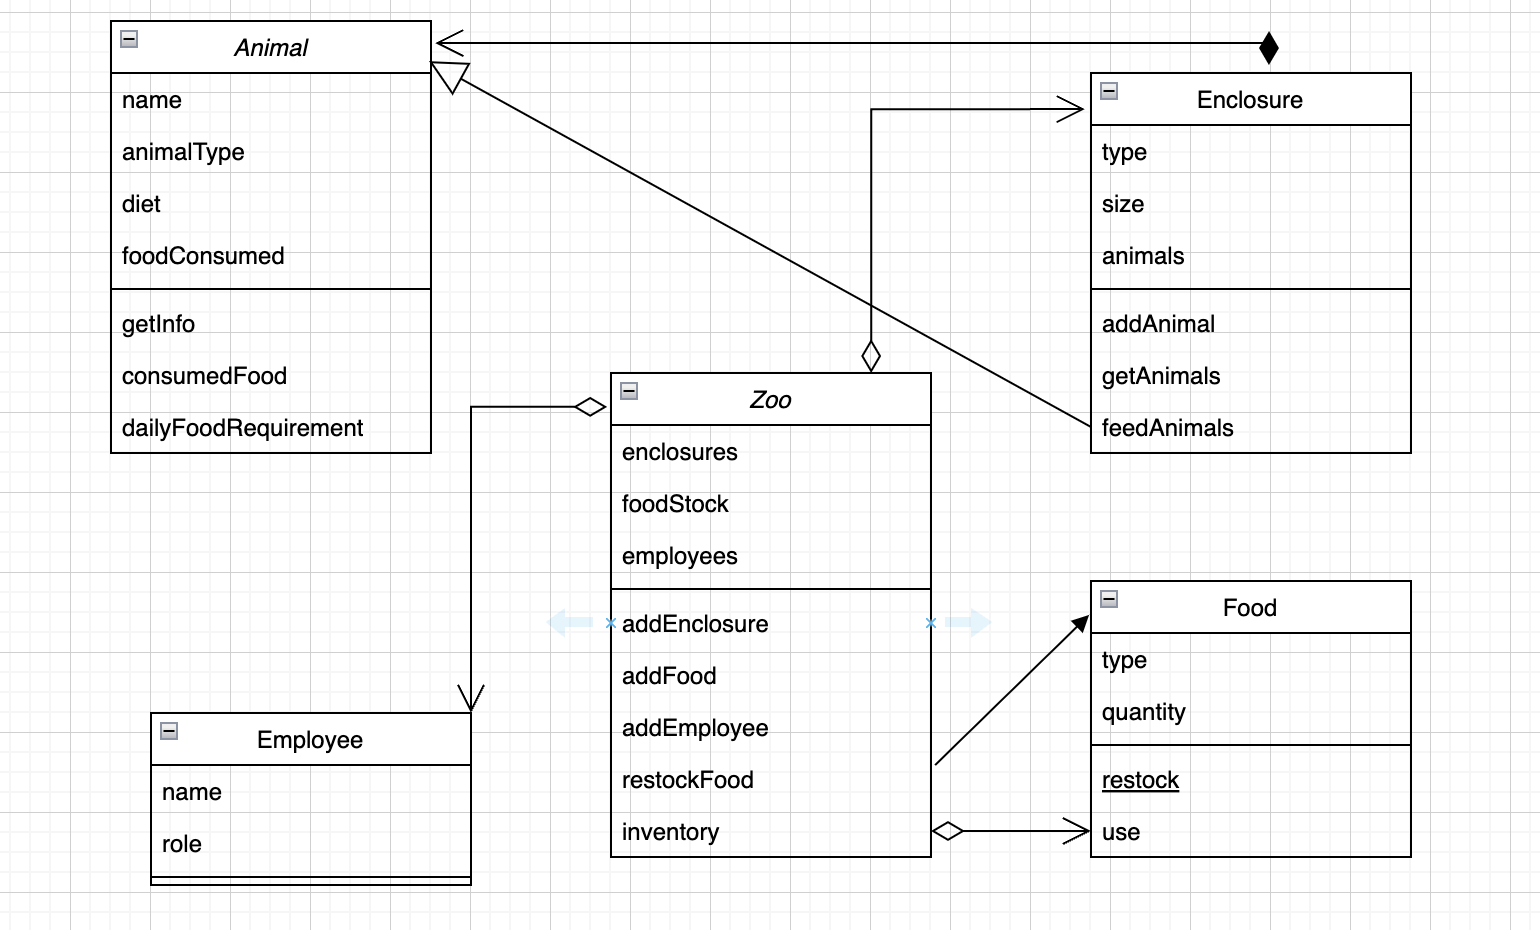 Animal
name
animalType
diet
foodConsumed
getInfo
consumedFood
dailyFoodRequirement
Enclosure
type
size
animals
addAnimal
getAnimals
feedAnimals
Zoo
enclosures
foodStock
employees
addEnclosure
addFood
addEmployee
restockFood
inventory
Food
type
quantity
restock
use
Employee
name
role